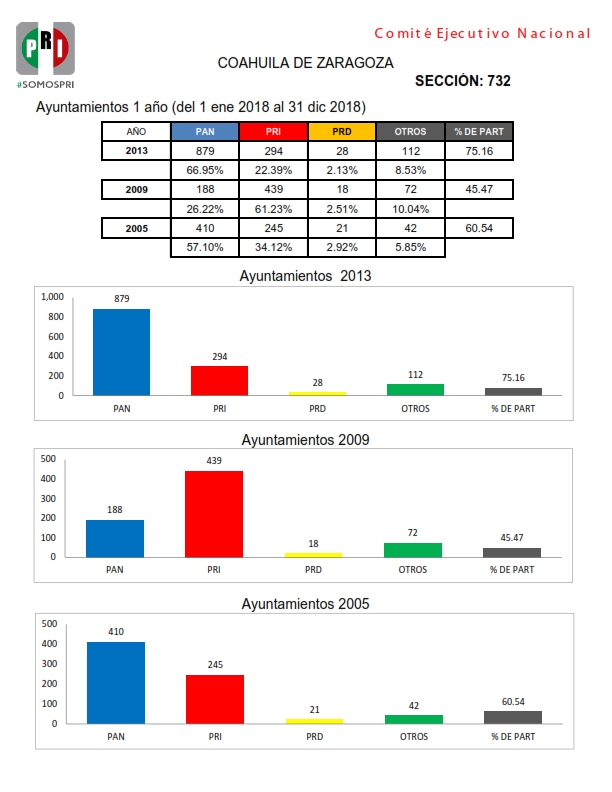 PRI
#SOMOSPRI
Comité Ejecutivo Nacional
COAHUILA DE ZARAGOZA
SECCIÓN: 732
Ayuntamientos 1 año (del 1 ene 2018 al 31 dic 2018)
AÑO PAN PRI PRD OTROS % DE PART
2013 879 294 28 112 75.16
66.95% 22.39% 2.13% 8.53%
2009 188 439 18 72 45.47
26.22% 61.23% 2.51% 10.04%
2005 410 245 21 42 60.54
57.10% 34.12% 2.92% 5.85%
Ayuntamientos 2013
1,000
800
600
400
200
0
879 294 28 112 75.16
PAN PRI PRD OTROS % DE PART
Ayuntamientos 2009
500
400
300
200
100
0
188 439 18 72 45.47
PAN PRI PRD OTROS % DE PART
Ayuntamientos 2005
500
400
300
200
100
0
410 245 21 42 60.54
PAN PRI PRD OTROS % DE PART